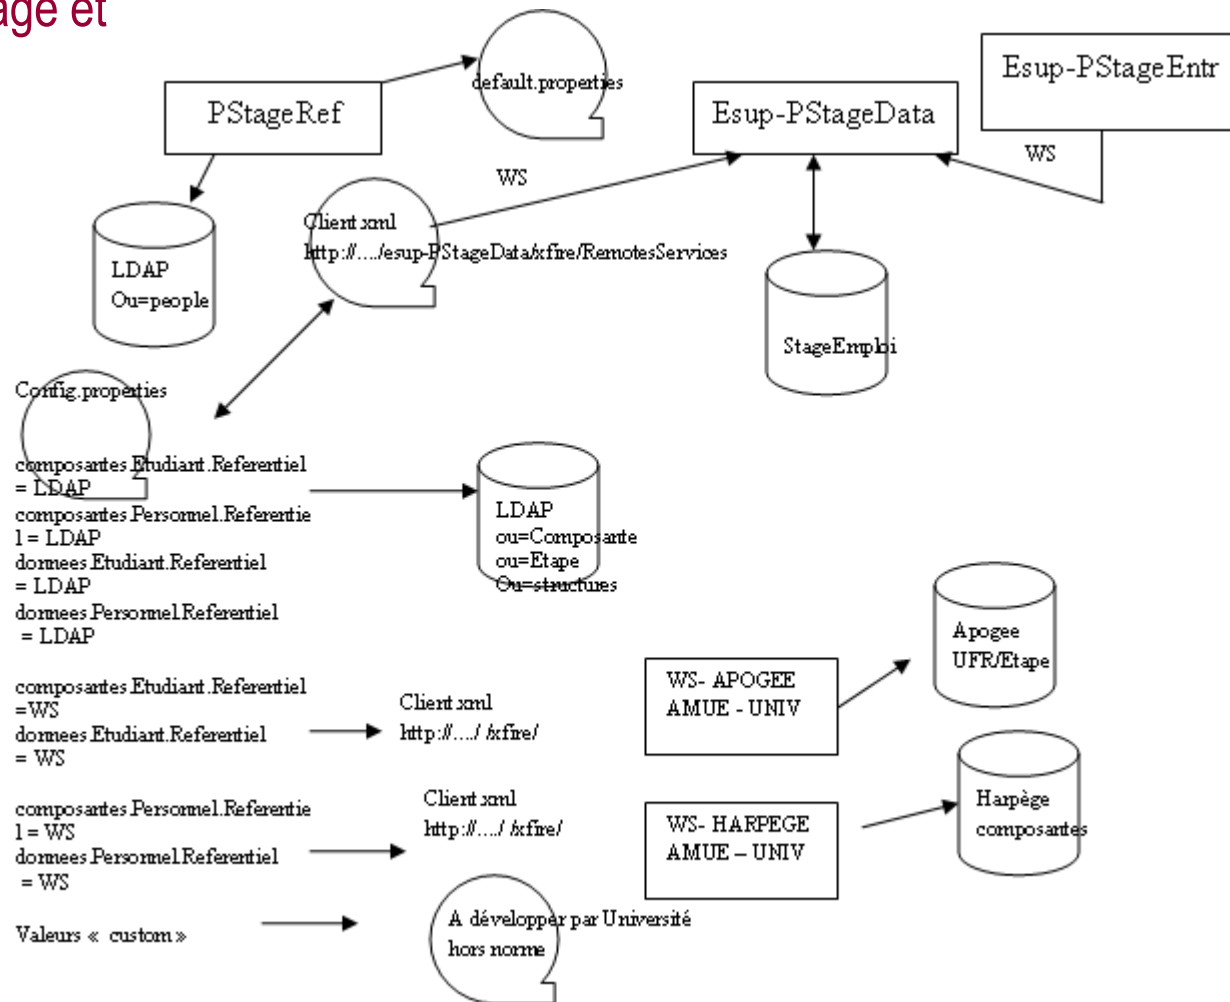 age et
default.properties
Esup-PStageEntr
PStageRef
Esup-PStageData
WS
WS
Client.xml
http://..../esup-PStageData/xfire/RemotesServices
LDAP
Ou=people
StageEmploi
Config.properties
composantes.Etudiant.Referentiel
= LDAP
composantes.Personnel.Referentie
l = LDAP
donnees.Etudiant.Referentiel
= LDAP
donnees.Personnel.Referentiel
= LDAP
LDAP
ou=Composante
ou=Etape
Ou=structures
Apogee
UFR/Etape
composantes.Etudiant.Referentiel
=WS
donnees.Etudiant.Referentiel
= WS
Client.xml
http://..../ /xfire/
WS- APOGEE
AMUE - UNIV
composantes.Personnel.Referentie
l = WS
donnees.Personnel.Referentiel
= WS
Client.xml
http://..../ /xfire/
WS- HARPEGE
AMUE – UNIV
Harpège
composantes
Valeurs « custom »
A développer par Université
hors norme